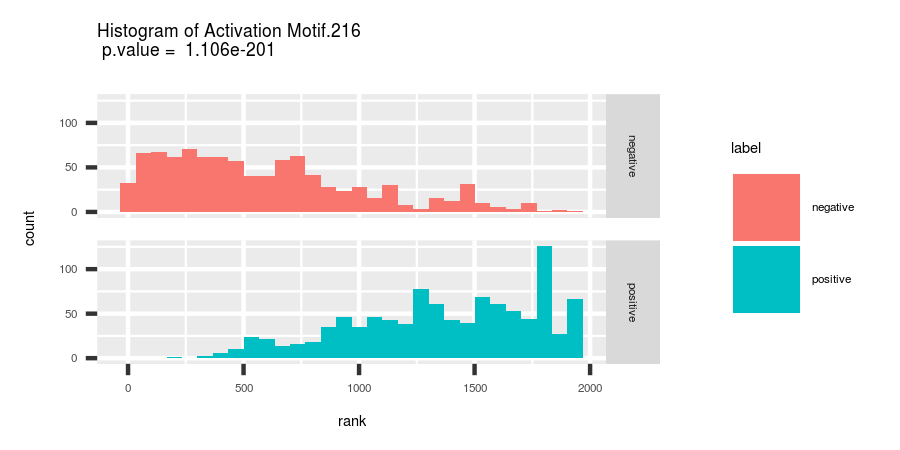 Histogram of Activation Motif.216
p.value = 1.106e-201
count
100
50
0
negative
100
50
0
positive
0 500 1000 1500 2000
rank
label
negative
positive